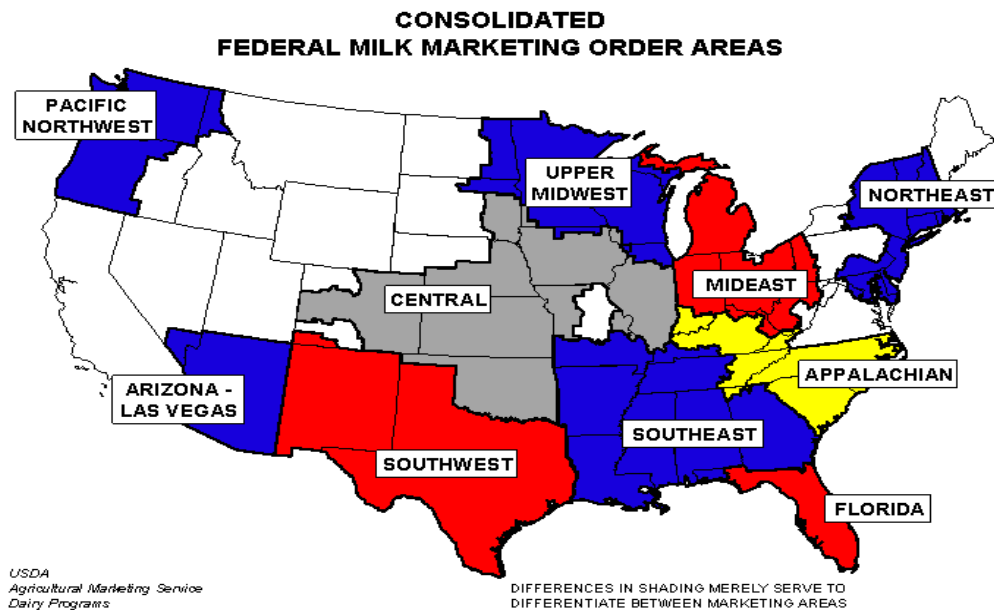 CONSOLIDATED
FEDERAL MILK MARKETING ORDER AREAS
PACIFIC
NORTHWEST
UPPER
MIDWEST
NORTHEAST
CENTRAL
MIDEAST
ARIZONA -
LAS VEGAS
APPALACHIAN
SOUTHEAST
SOUTHWEST
FLORIDA
USDA
Agricultural Marketing Service
Dairy Programs
DIFFERENCES IN SHADING MERELY SERVE TO
DIFFERENTIATE BETWEEN MARKETING AREAS